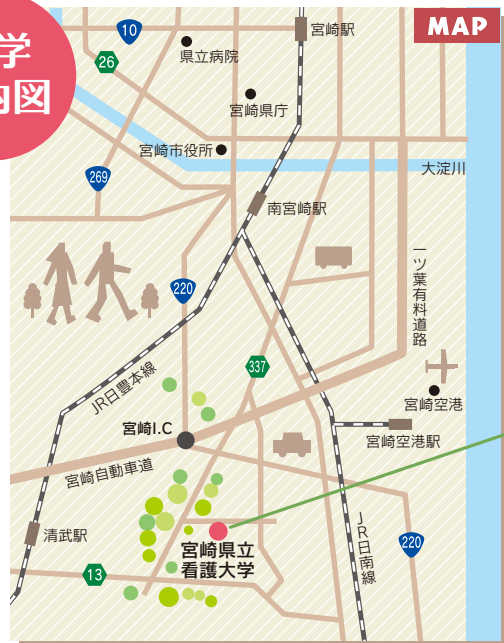 学
内図
MAP
10
宮崎駅
県立病院
26
宮崎県庁
宮崎市役所
大淀川
269
南宮崎駅
一ツ葉有料道路
220
337
JR日豊本線
宮崎空港
宮崎I.C
宮崎空港駅
宮崎自動車道
清武駅
宮崎県立
看護大学
JR日南線
220
13